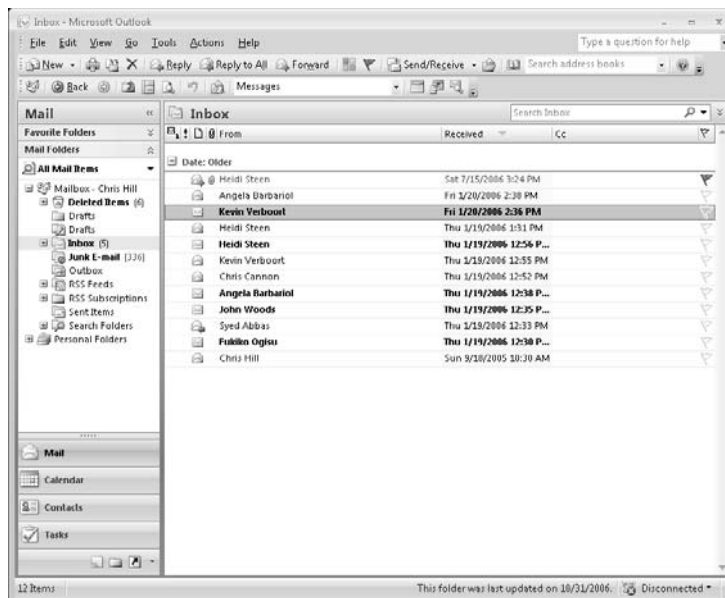 Inbox - Microsoft Outlook
File Edit View Go Tools Actions Help Type a question for help
New Reply Reply to All Forward Send/Receive Search address books
Back Messages
Mail
Favorite Folders
Mail Folders
All Mail Items
Mailbox - Chris Hill
Deleted Items (6)
Drafts
Drafts
Inbox (5)
Junk E-mail [336]
Outbox
RSS Feeds
RSS Subscriptions
Sent Items
Search Folders
Personal Folders
Mail
Calendar
Contacts
Tasks
Inbox Search Inbox
From Received Cc
Date: Older
Heidi Steen Sat 7/15/2006 3:24 PM
Angela Barbariol Fri 1/20/2006 2:38 PM
Kevin Verboort Fri 1/20/2006 2:36 PM
Heidi Steen Thu 1/19/2006 1:31 PM
Heidi Steen Thu 1/19/2006 12:56 P...
Kevin Verboort Thu 1/19/2006 12:55 PM
Chris Cannon Thu 1/19/2006 12:52 PM
Angela Barbariol Thu 1/19/2006 12:38 P...
John Woods Thu 1/19/2006 12:35 P...
Syed Abbas Thu 1/19/2006 12:33 PM
Fukiko Ogisu Thu 1/19/2006 12:30 P...
Chris Hill Sun 9/18/2005 10:30 AM
12 Items This folder was last updated on 10/31/2006. Disconnected